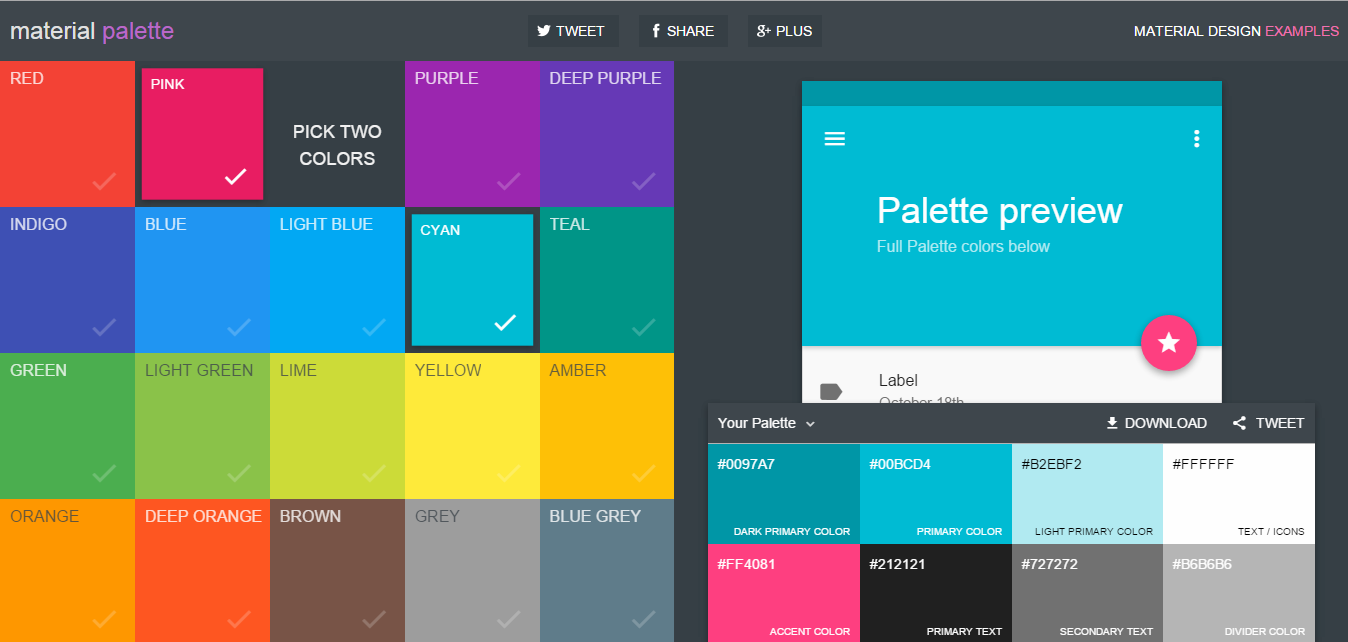 material palette
TWEET
SHARE
PLUS
MATERIAL DESIGN EXAMPLES
RED
PINK
PICK TWO
COLORS
PURPLE
DEEP PURPLE
INDIGO
BLUE
LIGHT BLUE
CYAN
TEAL
GREEN
LIGHT GREEN
LIME
YELLOW
AMBER
ORANGE
DEEP ORANGE
BROWN
GREY
BLUE GREY
Palette preview
Full Palette colors below
Label
October 18th
Your Palette
DOWNLOAD
TWEET
#0097A7
DARK PRIMARY COLOR
#00BCD4
PRIMARY COLOR
#B2EBF2
LIGHT PRIMARY COLOR
#FFFFFF
TEXT / ICONS
#FF4081
ACCENT COLOR
#212121
PRIMARY TEXT
#727272
SECONDARY TEXT
#B6B6B6
DIVIDER COLOR